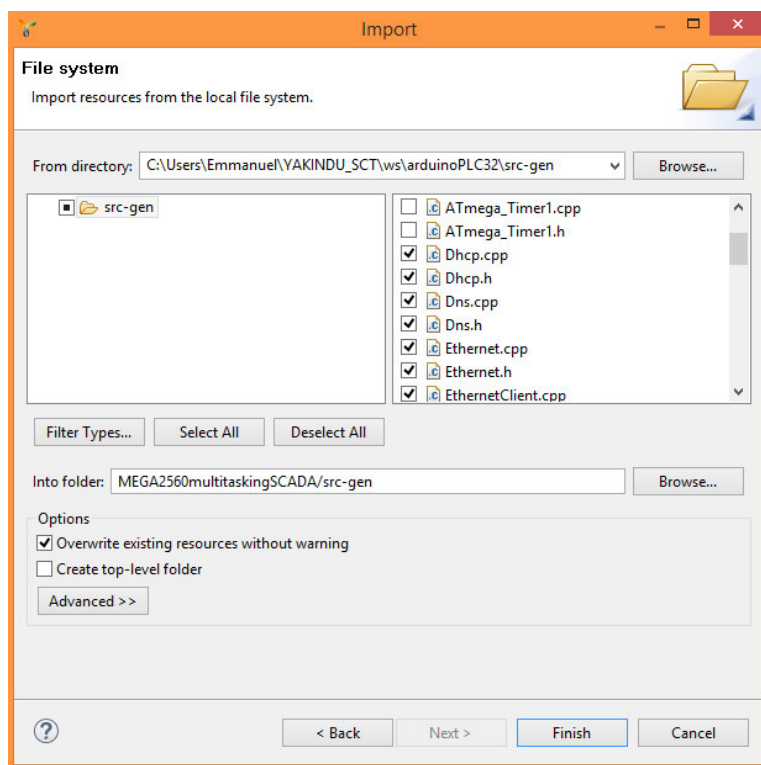 Import
File system
Import resources from the local file system.
From directory: C:\Users\Emmanuel\YAKINDU_SCT\ws\arduinoPLC32\src-gen Browse...
src-gen
ATmega_Timer1.cpp
ATmega_Timer1.h
Dhcp.cpp
Dhcp.h
Dns.cpp
Dns.h
Ethernet.cpp
Ethernet.h
EthernetClient.cpp
Filter Types... Select All Deselect All
Into folder: MEGA2560multitaskingSCADA/src-gen Browse...
Options
Overwrite existing resources without warning
Create top-level folder
Advanced >>
< Back Next > Finish Cancel